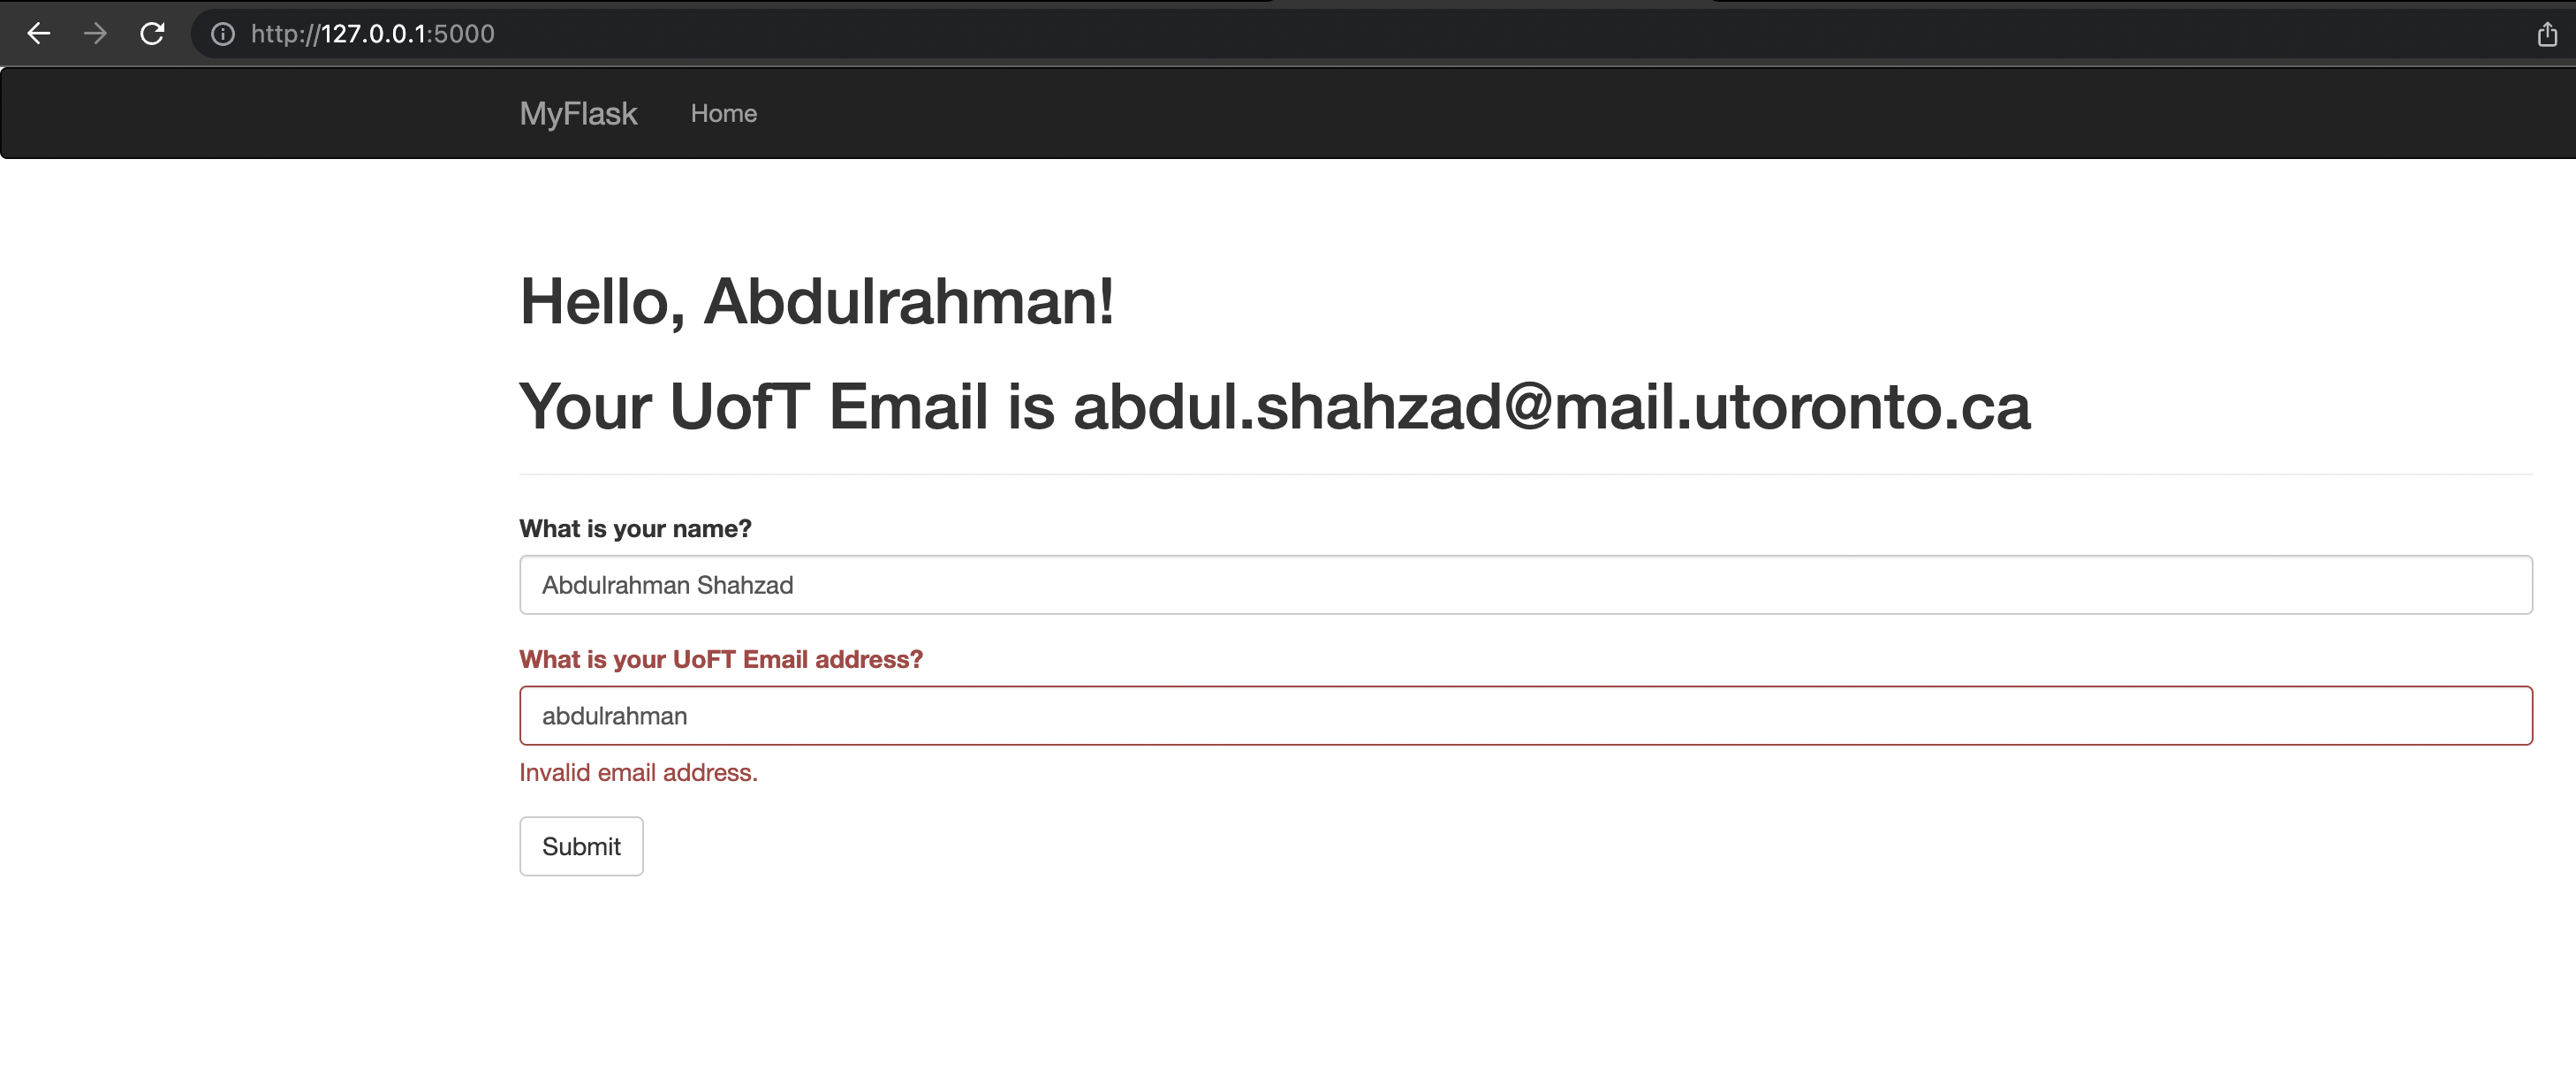 http://127.0.0.1:5000
MyFlask Home
Hello, Abdulrahman!
Your UofT Email is abdul.shahzad@mail.utoronto.ca
What is your name?
Abdulrahman Shahzad
What is your UoFT Email address?
abdulrahman
Invalid email address.
Submit